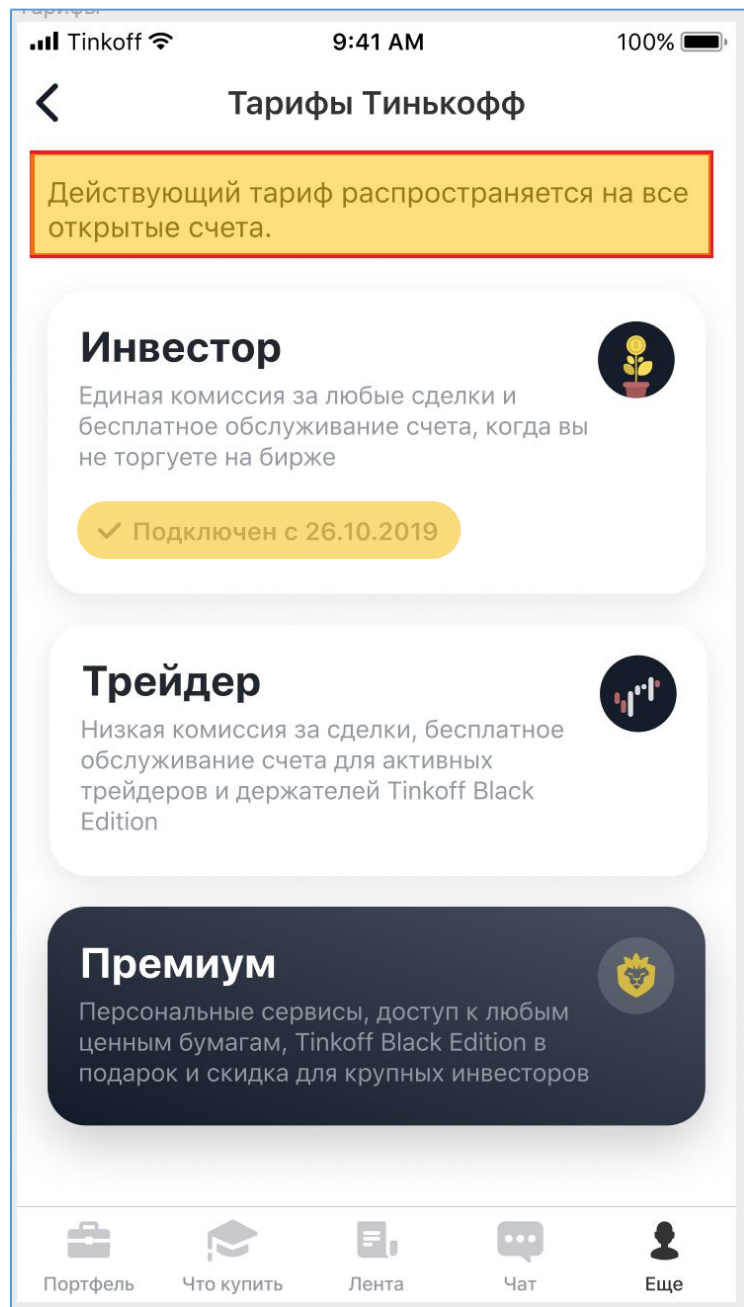 Тарифы
Tinkoff
9:41 AM
100%
Тарифы Тинькофф
Действующий тариф распространяется на все
открытые счета.
Инвестор
Единая комиссия за любые сделки и
бесплатное обслуживание счета, когда вы
не торгуете на бирже
Подключен с 26.10.2019
Трейдер
Низкая комиссия за сделки, бесплатное
обслуживание счета для активных
трейдеров и держателей Tinkoff Black
Edition
Премиум
Персональные сервисы, доступ к любым
ценным бумагам, Tinkoff Black Edition в
подарок и скидка для крупных инвесторов
Портфель
Что купить
Лента
Чат
Еще